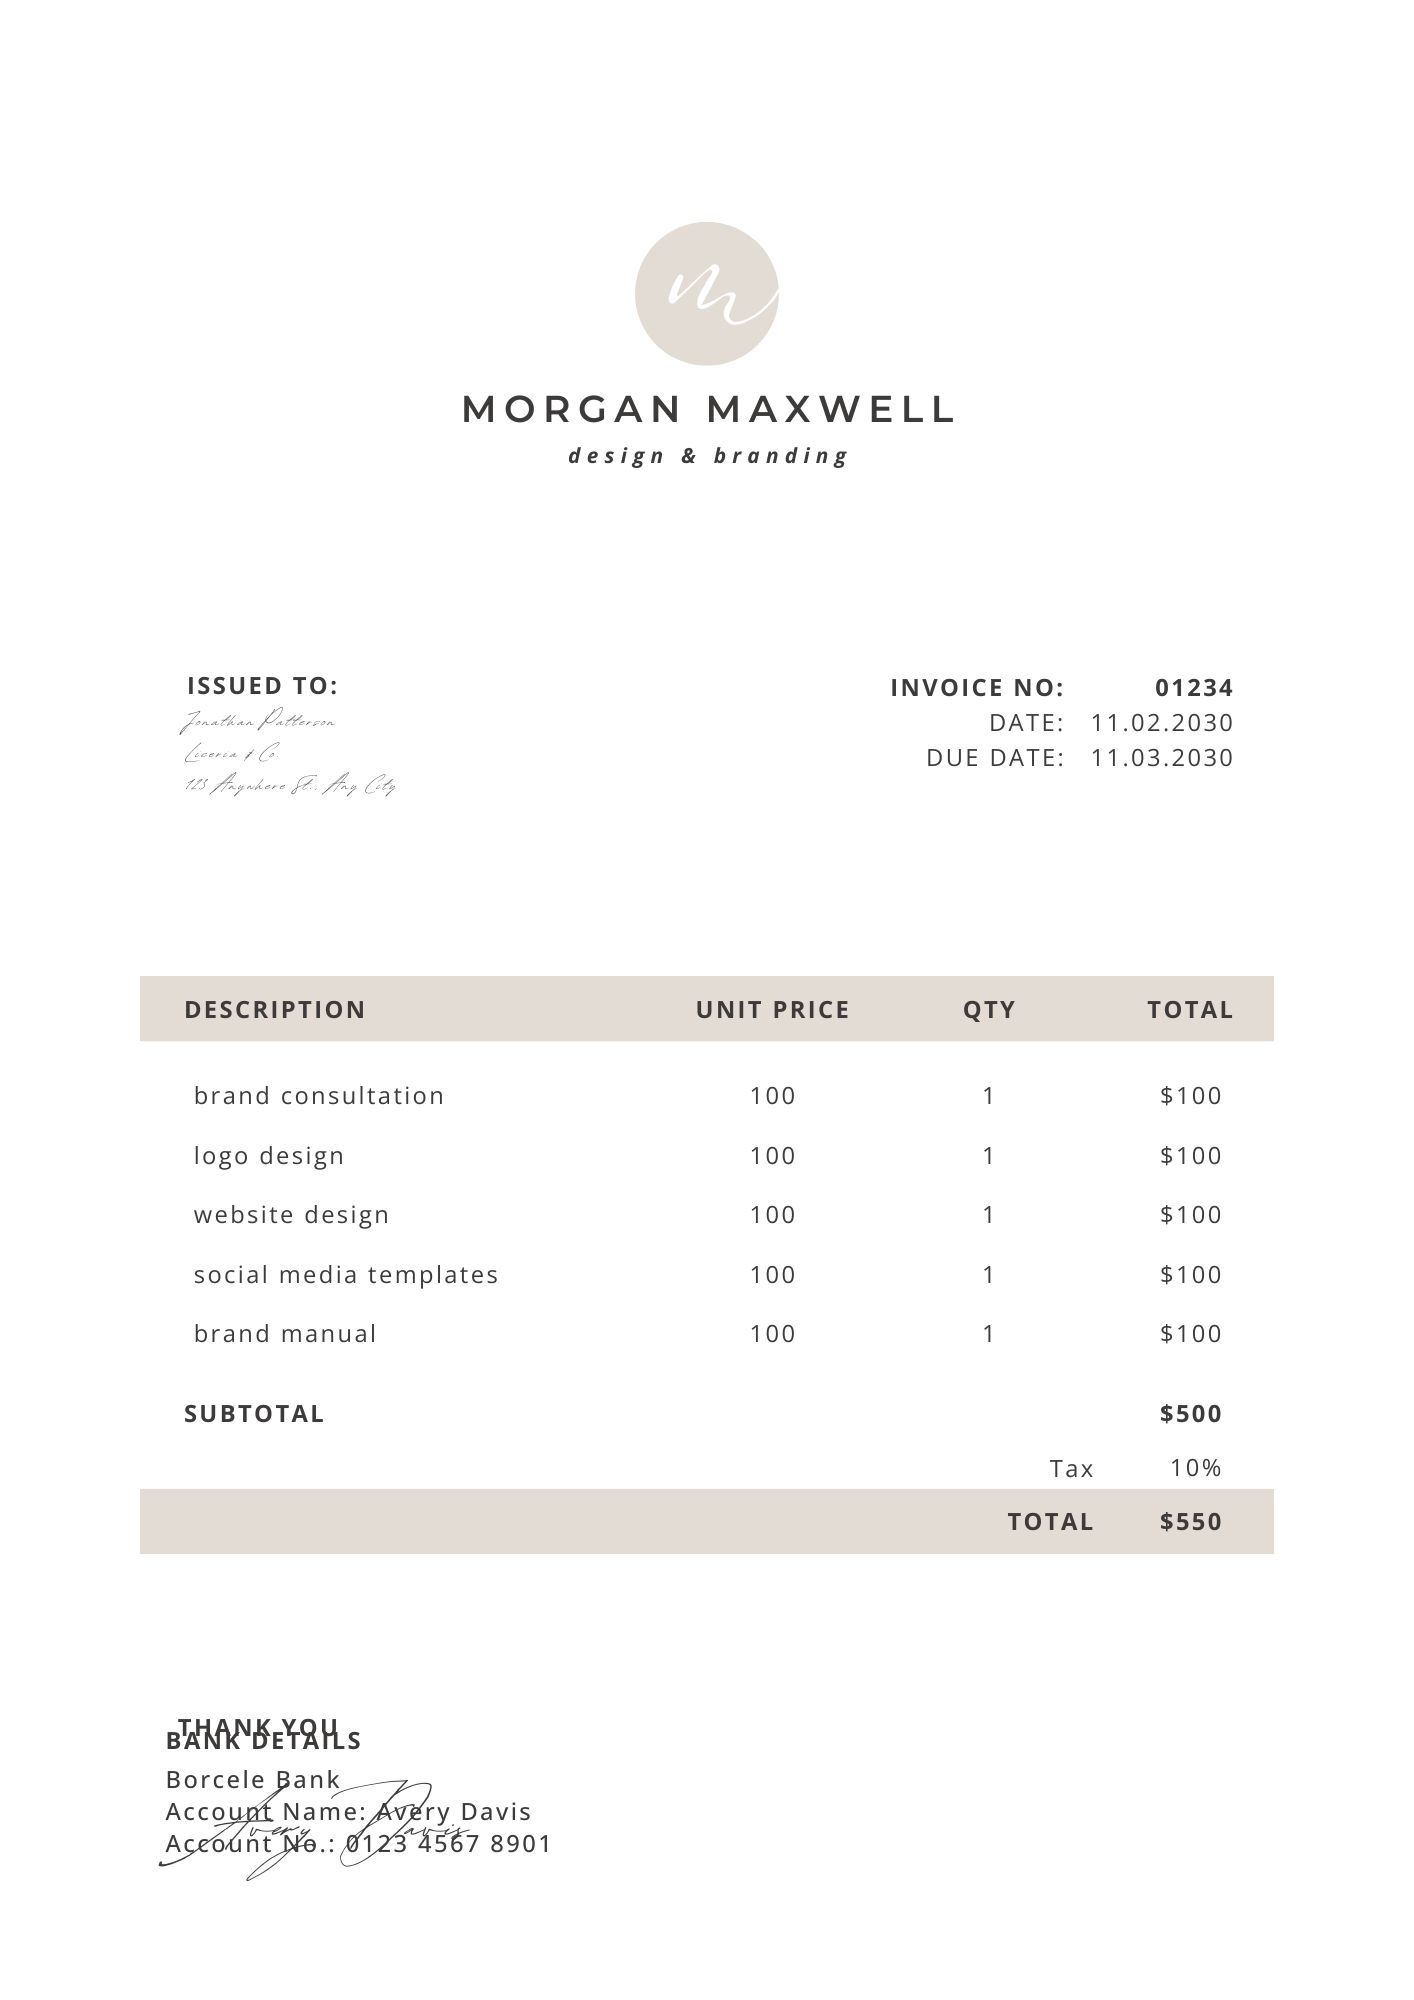 m
MORGAN MAXWELL
design & branding
ISSUED TO:
Jonathan Patterson
Liceria & Co.
123 Anywhere St., Any City
INVOICE NO: 01234
DATE: 11.02.2030
DUE DATE: 11.03.2030
DESCRIPTION UNIT PRICE QTY TOTAL
brand consultation 100 1 $100
logo design 100 1 $100
website design 100 1 $100
social media templates 100 1 $100
brand manual 100 1 $100
SUBTOTAL $500
Tax 10%
TOTAL $550
THANK YOU
BANK DETAILS
Borcele Bank
Account Name: Avery Davis
Account No.: 0123 4567 8901
Avery Davis